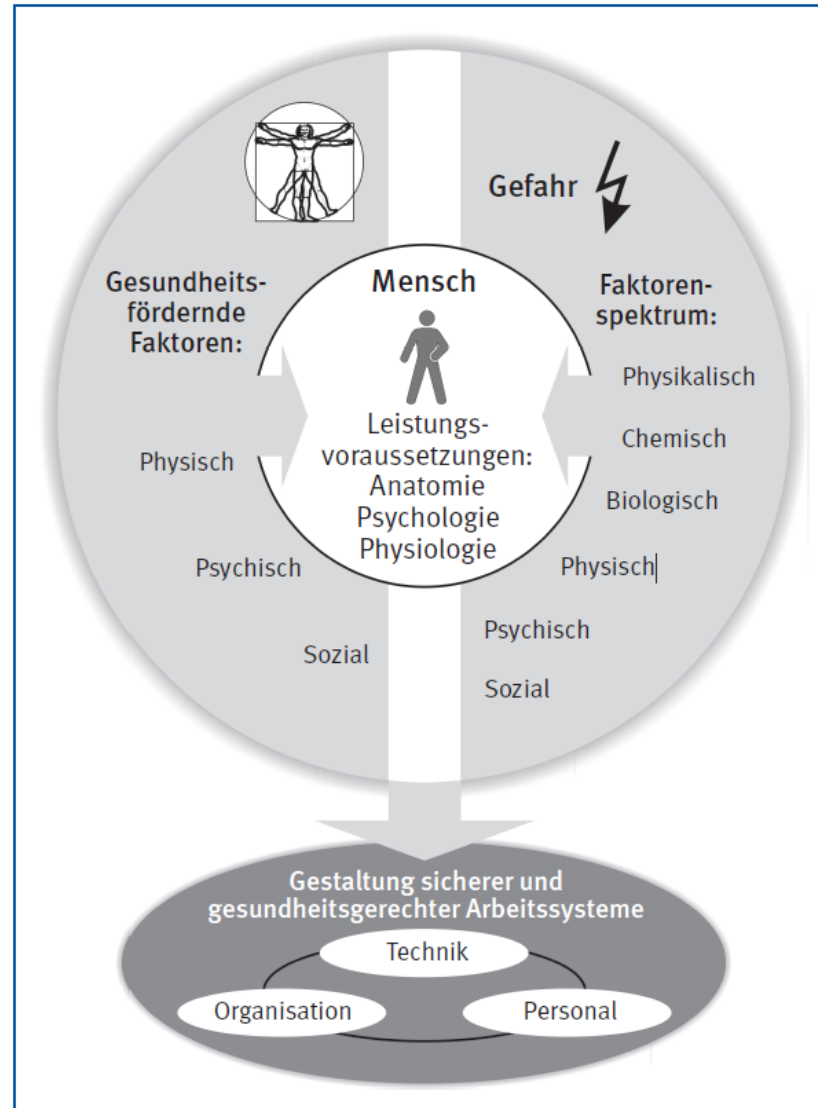 Gefahr
Gesundheits-
fördernde
Faktoren:
Physisch
Psychisch
Sozial
Mensch
Leistungs-
voraussetzungen:
Anatomie
Psychologie
Physiologie
Faktoren-
spektrum:
Physikalisch
Chemisch
Biologisch
Physisch
Psychisch
Sozial
Gestaltung sicherer und
gesundheitsgerechter Arbeitssysteme
Technik
Organisation
Personal